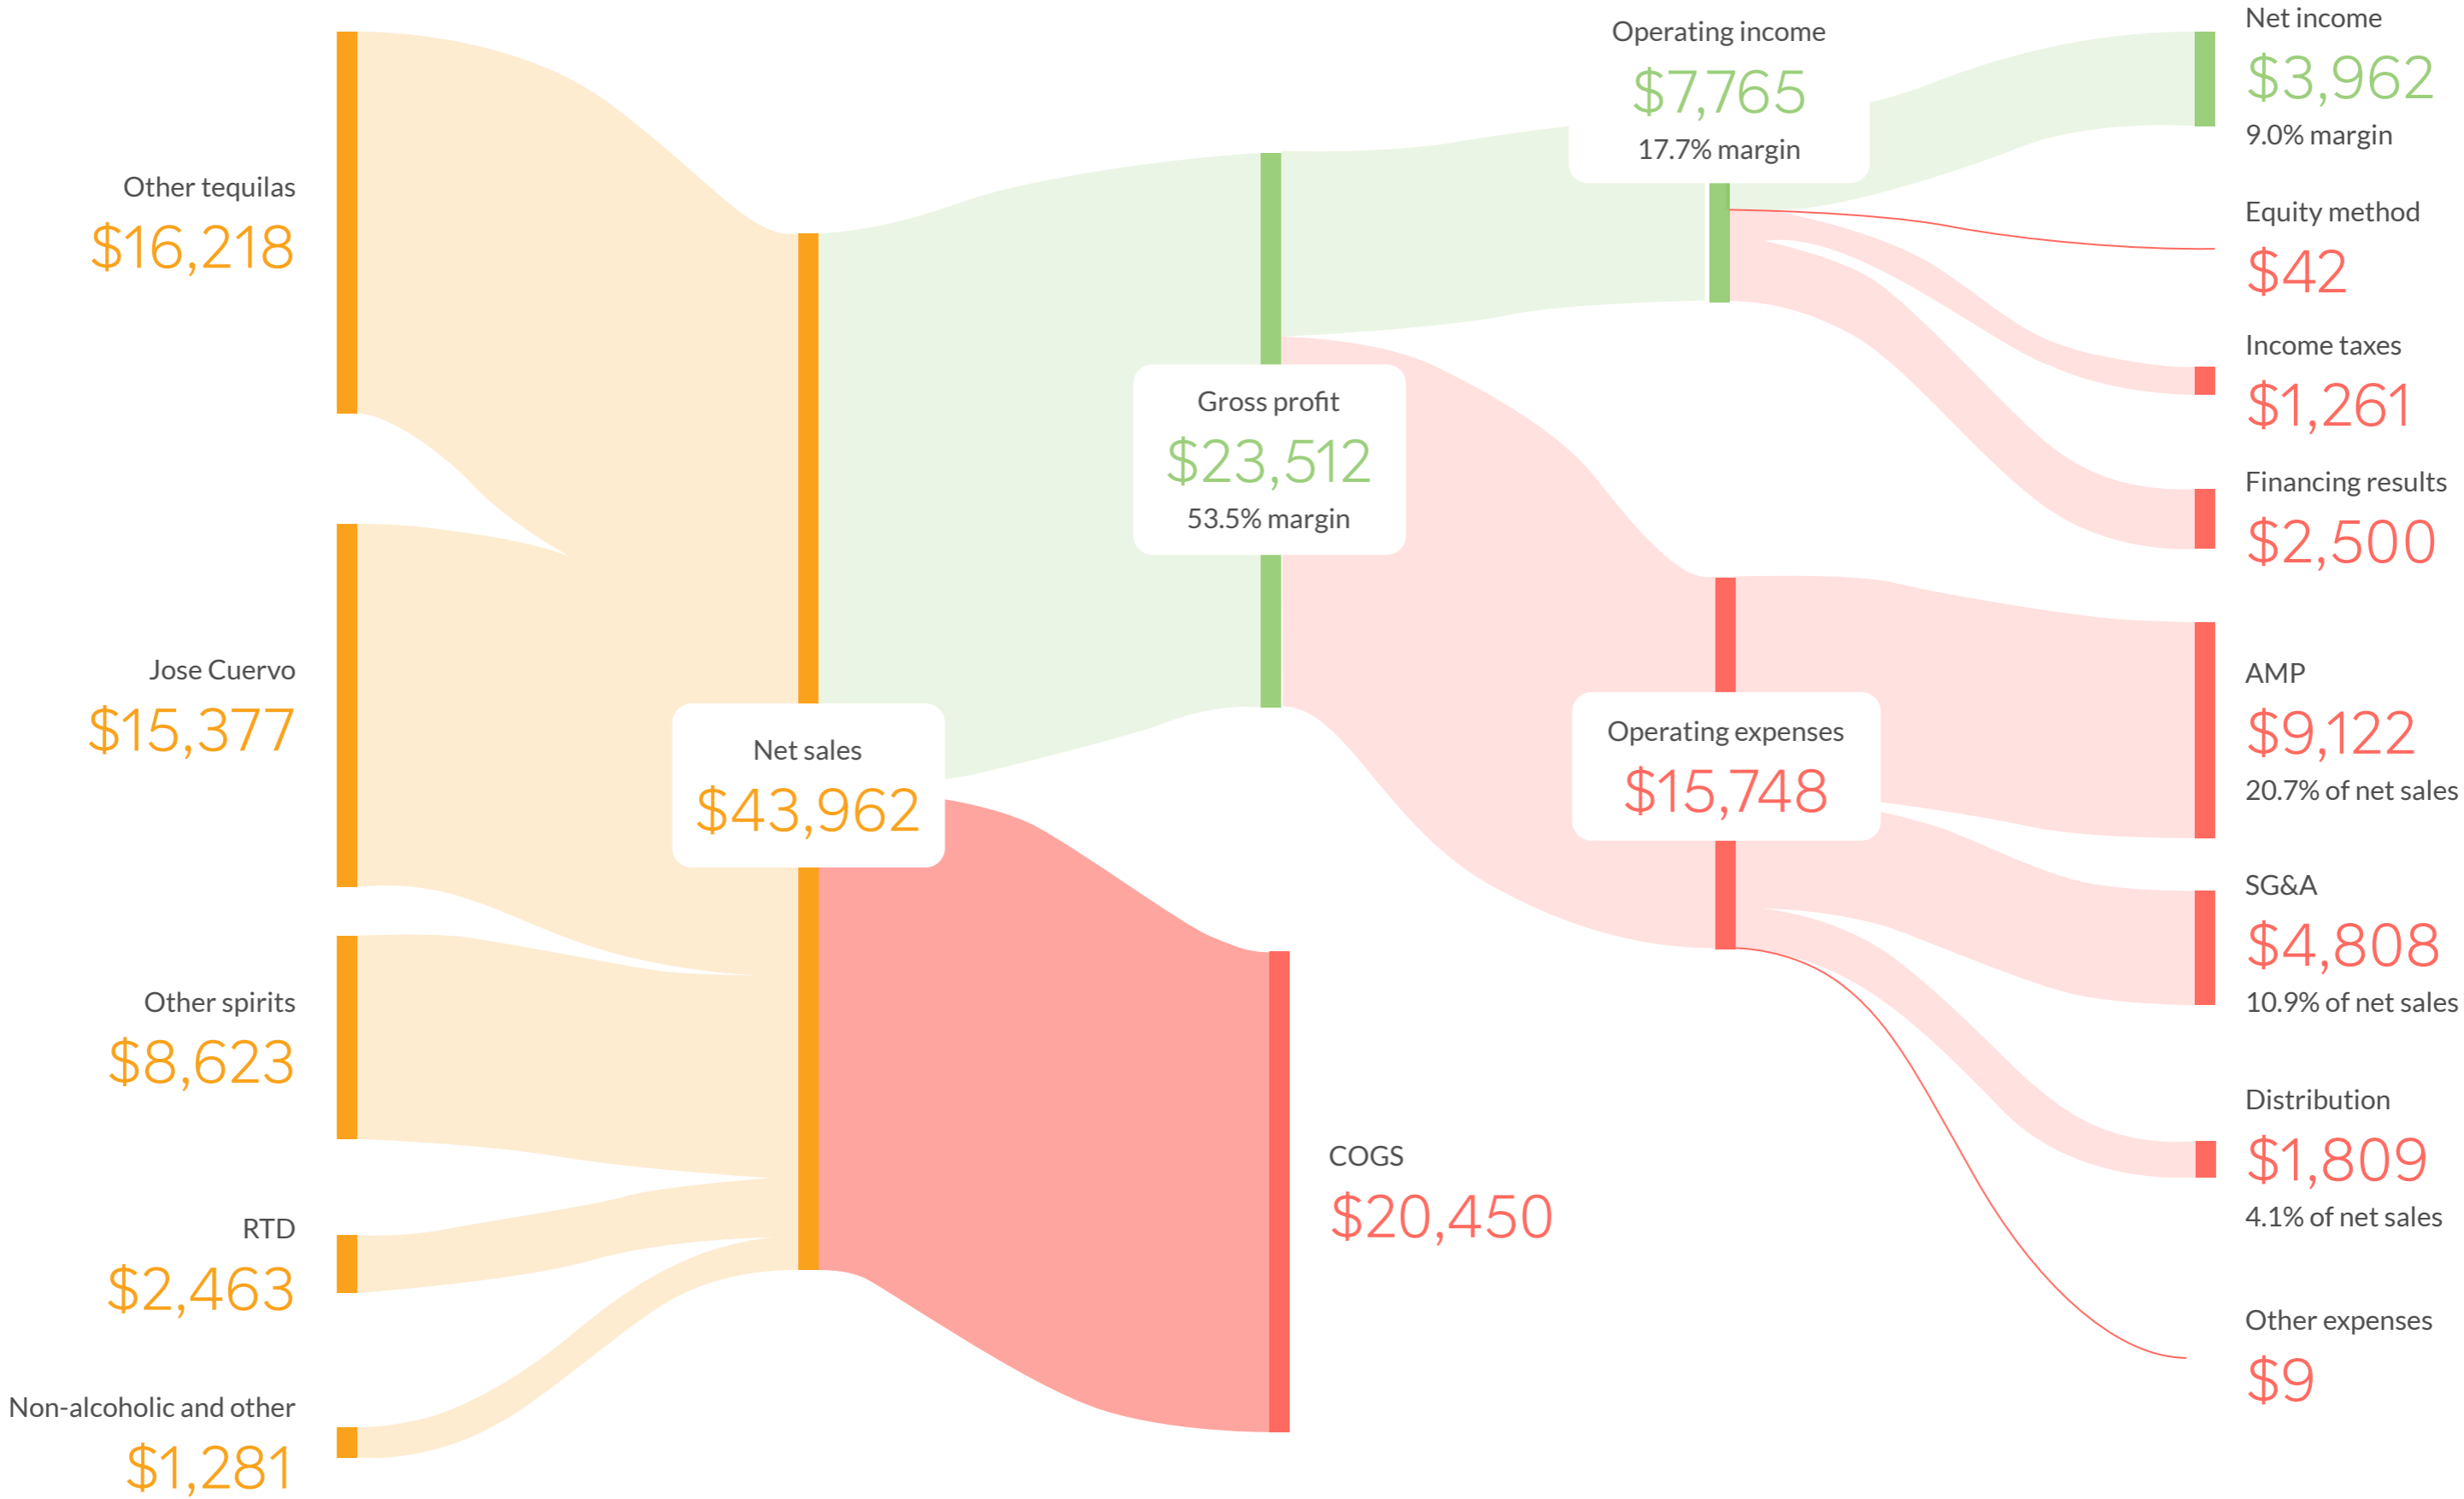 Other tequilas
$16,218
Jose Cuervo
$15,377
Other spirits
$8,623
RTD
$2,463
Non-alcoholic and other
$1,281
Net sales
$43,962
Gross profit
$23,512
53.5% margin
COGS
$20,450
Operating income
$7,765
17.7% margin
Operating expenses
$15,748
Net income
$3,962
9.0% margin
Equity method
$42
Income taxes
$1,261
Financing results
$2,500
AMP
$9,122
20.7% of net sales
SG&A
$4,808
10.9% of net sales
Distribution
$1,809
4.1% of net sales
Other expenses
$9